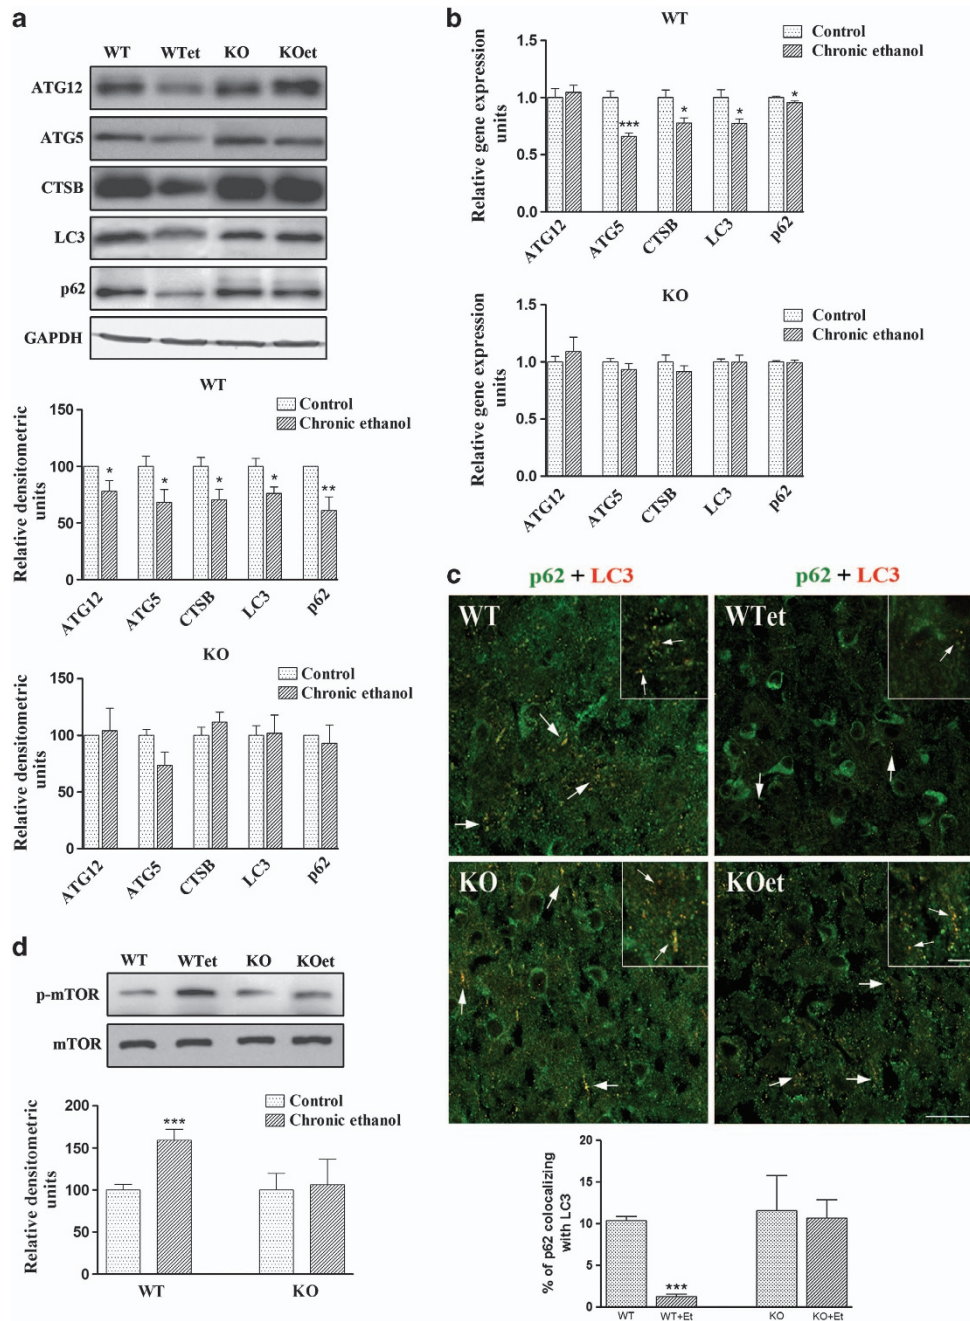 a
WT WTet KO KOet
ATG12
ATG5
CTSB
LC3
p62
GAPDH
WT
Control
Chronic ethanol
Relative densitometric
units
150
100
50
0
* * * * **
ATG12 ATG5 CTSB LC3 p62
KO
Control
Chronic ethanol
Relative densitometric
units
150
100
50
0
ATG12 ATG5 CTSB LC3 p62
b
WT
Control
Chronic ethanol
Relative gene expression
units
1.5
1.0
0.5
0.0
*** * * *
ATG12 ATG5 CTSB LC3 p62
KO
Control
Chronic ethanol
Relative gene expression
units
1.5
1.0
0.5
0.0
ATG12 ATG5 CTSB LC3 p62
c
p62 + LC3 p62 + LC3
WT WTet
KO KOet
% of p62 colocalizing
with LC3
20
15
10
5
0
***
WT WT+Et KO KO+Et
d
WT WTet KO KOet
p-mTOR
mTOR
Control
Chronic ethanol
Relative densitometric
units
200
150
100
50
0
***
WT KO